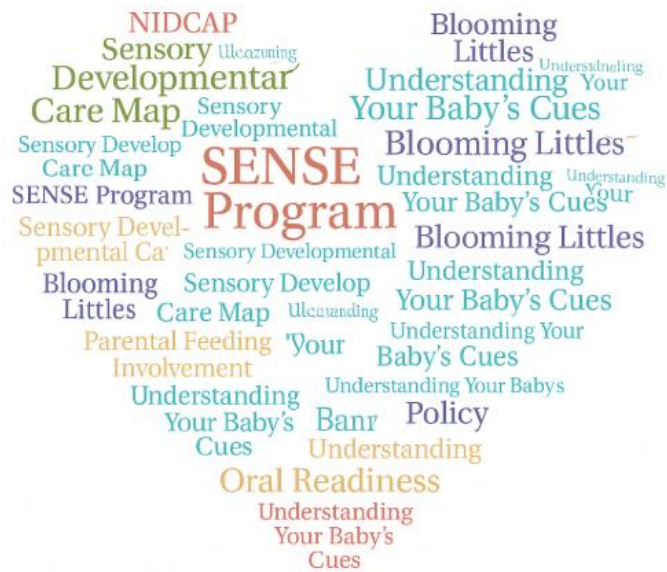 NIDCAP
Blooming
Littles
Sensory
Developmentar
Understanding
Your
Care Map
Sensory
Developmental
Your Baby's Cues
Sensory Develop
Care Map
SENSE
Program
Blooming Littles
Understanding
Understanding
Your
Your Baby's Cues
SENSE Program
Sensory Devel-
pmental Ca
Blooming Littles
Sensory Developmental
Understanding
Your Baby's Cues
Blooming
Littles
Sensory Develop
Care Map
Understanding Your
Baby's Cues
Parental Feeding
Involvement
'Your
Understanding Your Babys
Understanding
Your Baby's
Cues
Banr
Policy
Understanding
Oral Readiness
Understanding
Your Baby's
Cues